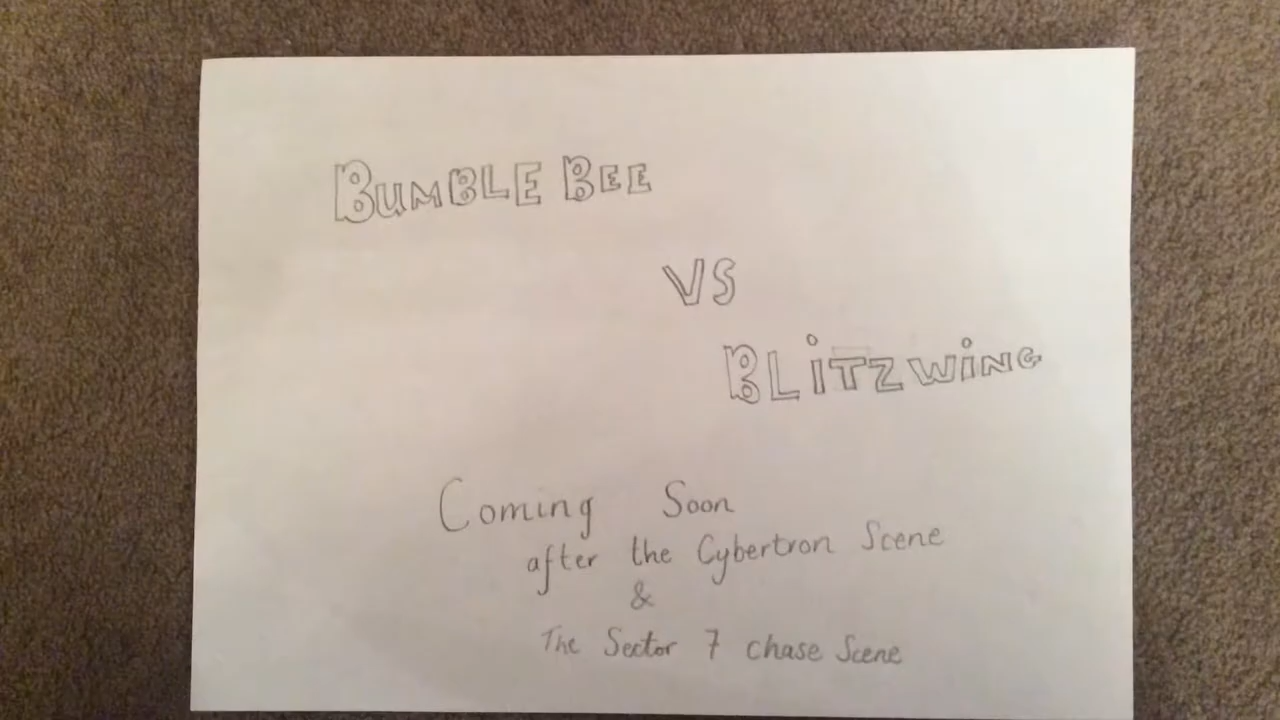 BUMBLE BEE
VS
BLiTZWiNG
Coming Soon
after the Cybertron Scene
&
The Sector 7 chase Scene